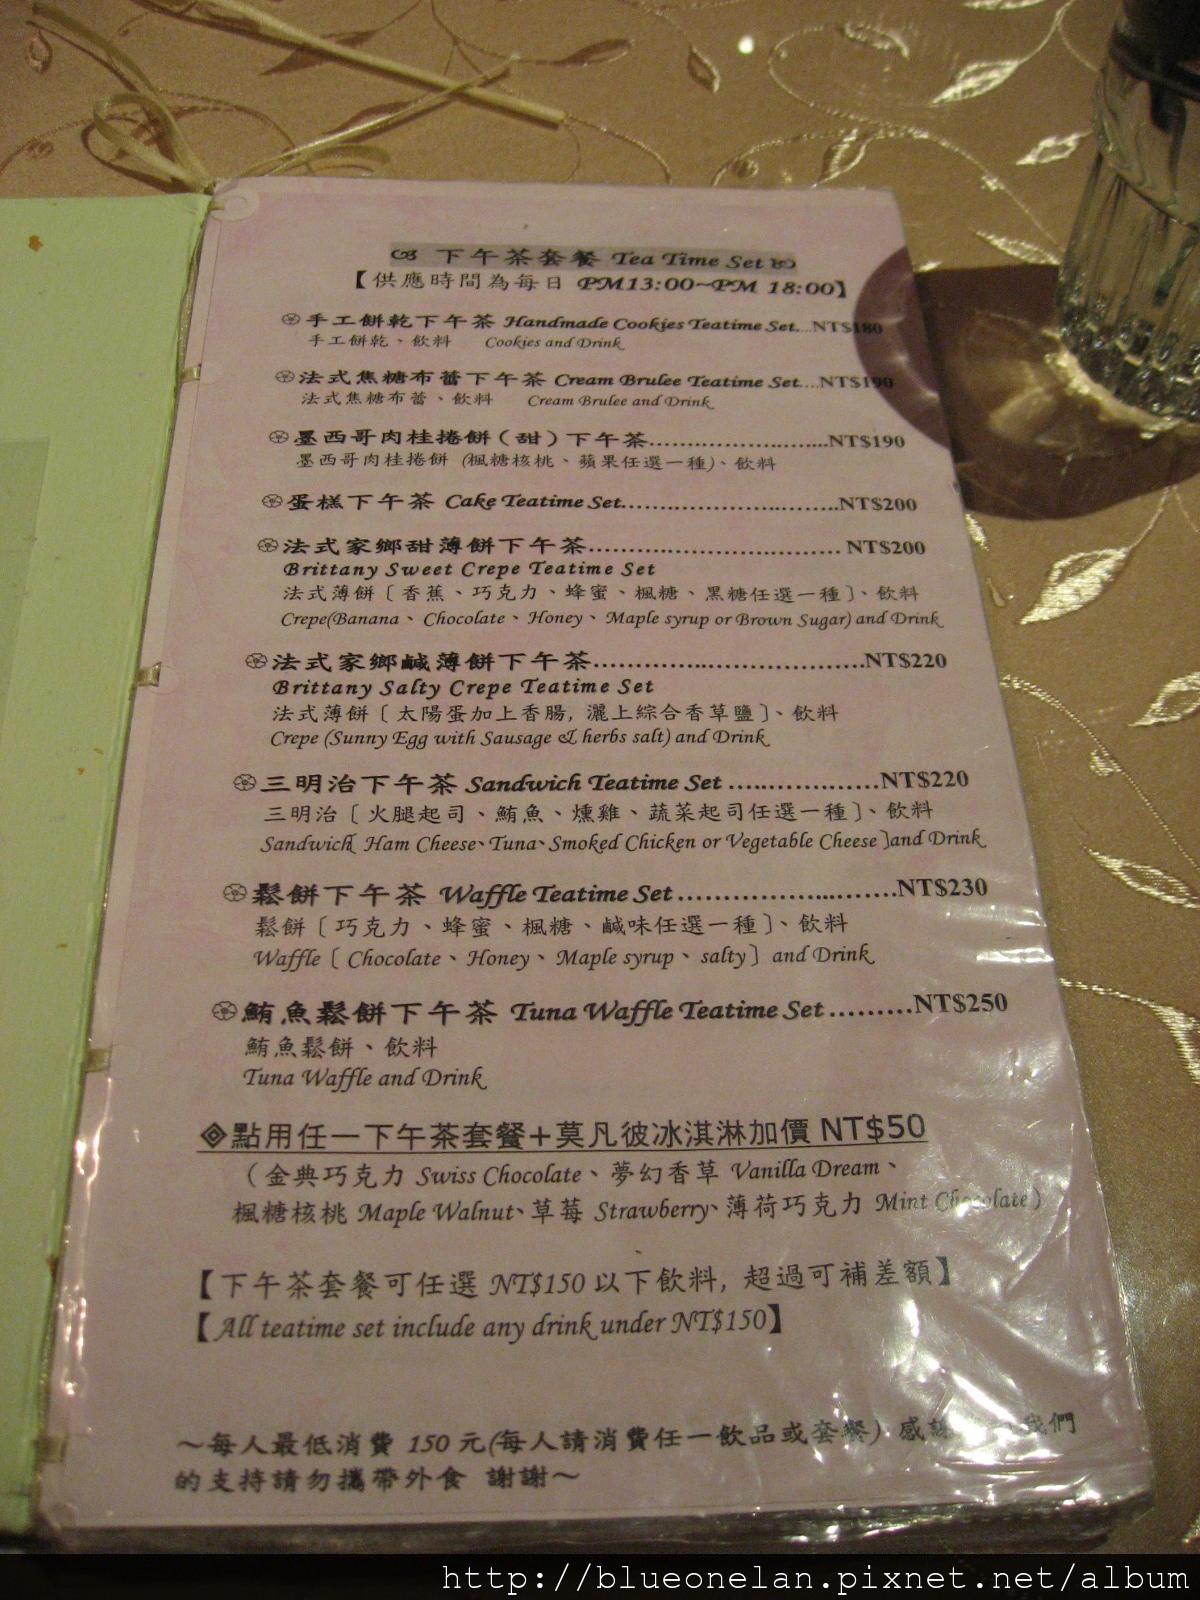 下午茶套餐 Tea Time Set
【供應時間為每日 PM13:00~PM 18:00】
手工餅乾下午茶 Handmade Cookies Teatime Set...NT$180
手工餅乾、飲料 Cookies and Drink
法式焦糖布蕾下午茶 Cream Brulee Teatime Set....NT$190
法式焦糖布蕾、飲料 Cream Brulee and Drink
墨西哥肉桂捲餅(甜)下午茶........................NT$190
墨西哥肉桂捲餅 (楓糖核桃、蘋果任選一種)、飲料
蛋糕下午茶 Cake Teatime Set.............................NT$200
法式家鄉甜薄餅下午茶................................. NT$200
Brittany Sweet Crepe Teatime Set
法式薄餅〔香蕉、巧克力、蜂蜜、楓糖、黑糖任選一種〕、飲料
Crepe(Banana、Chocolate、Honey、Maple syrup or Brown Sugar) and Drink
法式家鄉鹹薄餅下午茶...................................NT$220
Brittany Salty Crepe Teatime Set
法式薄餅〔太陽蛋加上香腸, 灑上綜合香草鹽〕、飲料
Crepe (Sunny Egg with Sausage & herbs salt) and Drink
三明治下午茶 Sandwich Teatime Set ..................NT$220
三明治〔火腿起司、鮪魚、燻雞、蔬菜起司任選一種〕、飲料
Sandwich〔Ham Cheese、Tuna、Smoked Chicken or Vegetable Cheese〕and Drink
鬆餅下午茶 Waffle Teatime Set.........................NT$230
鬆餅〔巧克力、蜂蜜、楓糖、鹹味任選一種〕、飲料
Waffle〔Chocolate、Honey、Maple syrup、salty〕and Drink
鮪魚鬆餅下午茶 Tuna Waffle Teatime Set.........NT$250
鮪魚鬆餅、飲料
Tuna Waffle and Drink
點用任一下午茶套餐+莫凡彼冰淇淋加價 NT$50
(金典巧克力 Swiss Chocolate、夢幻香草 Vanilla Dream、
楓糖核桃 Maple Walnut、草莓 Strawberry、薄荷巧克力 Mint Chocolate)
【下午茶套餐可任選 NT$150 以下飲料, 超過可補差額】
【All teatime set include any drink under NT$150】
~每人最低消費 150 元(每人請消費任一飲品或套餐) 感謝 我們
的支持請勿攜帶外食 謝謝~
http://blueonelan.pixnet.net/album